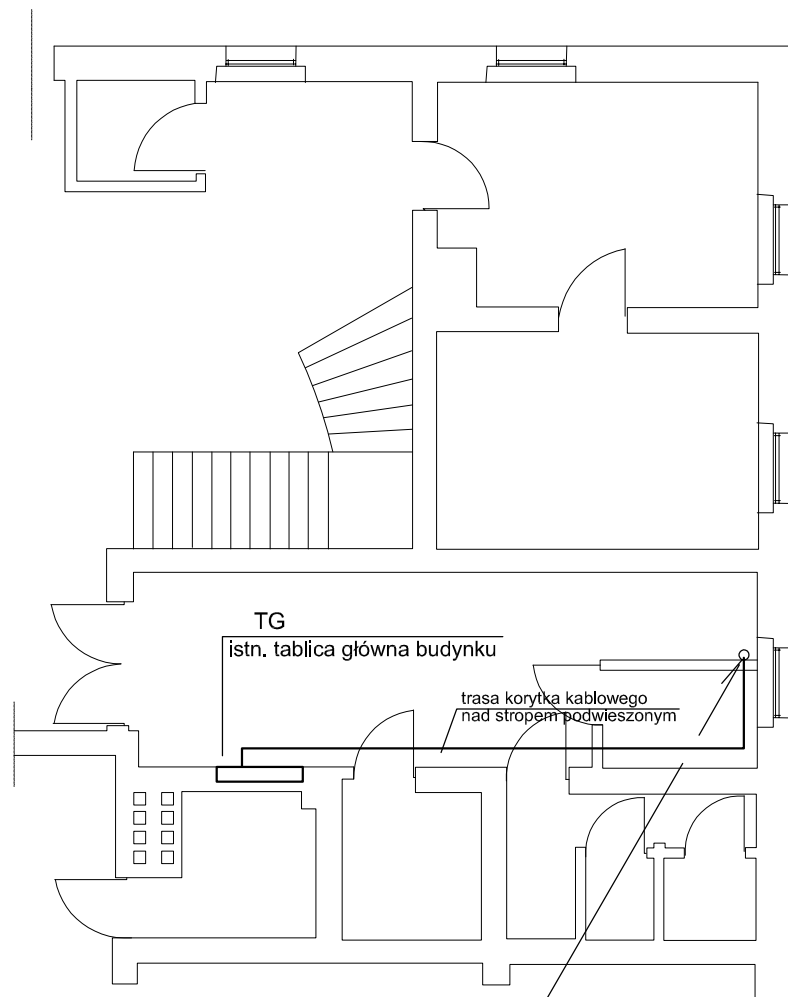 TG
istn. tablica główna budynku
trasa korytka kablowego
nad stropem podwieszonym